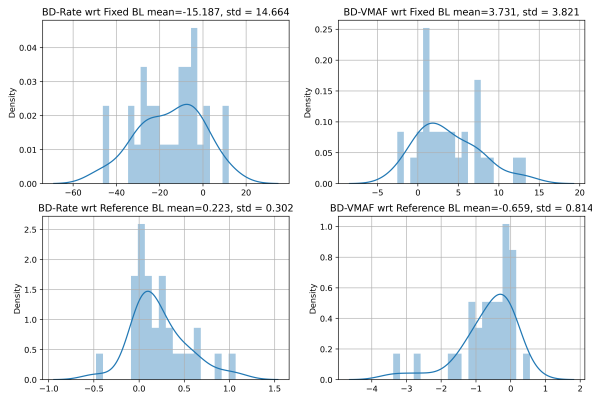 BD-Rate wrt Fixed BL mean=-15.187, std = 14.664
Density
0.04
0.03
0.02
0.01
0.00
−60 −40 −20 0 20
BD-VMAF wrt Fixed BL mean=3.731, std = 3.821
Density
0.25
0.20
0.15
0.10
0.05
0.00
−5 0 5 10 15 20
BD-Rate wrt Reference BL mean=0.223, std = 0.302
Density
2.5
2.0
1.5
1.0
0.5
0.0
−1.0 −0.5 0.0 0.5 1.0 1.5
BD-VMAF wrt Reference BL mean=-0.659, std = 0.814
Density
1.0
0.8
0.6
0.4
0.2
0.0
−4 −3 −2 −1 0 1 2